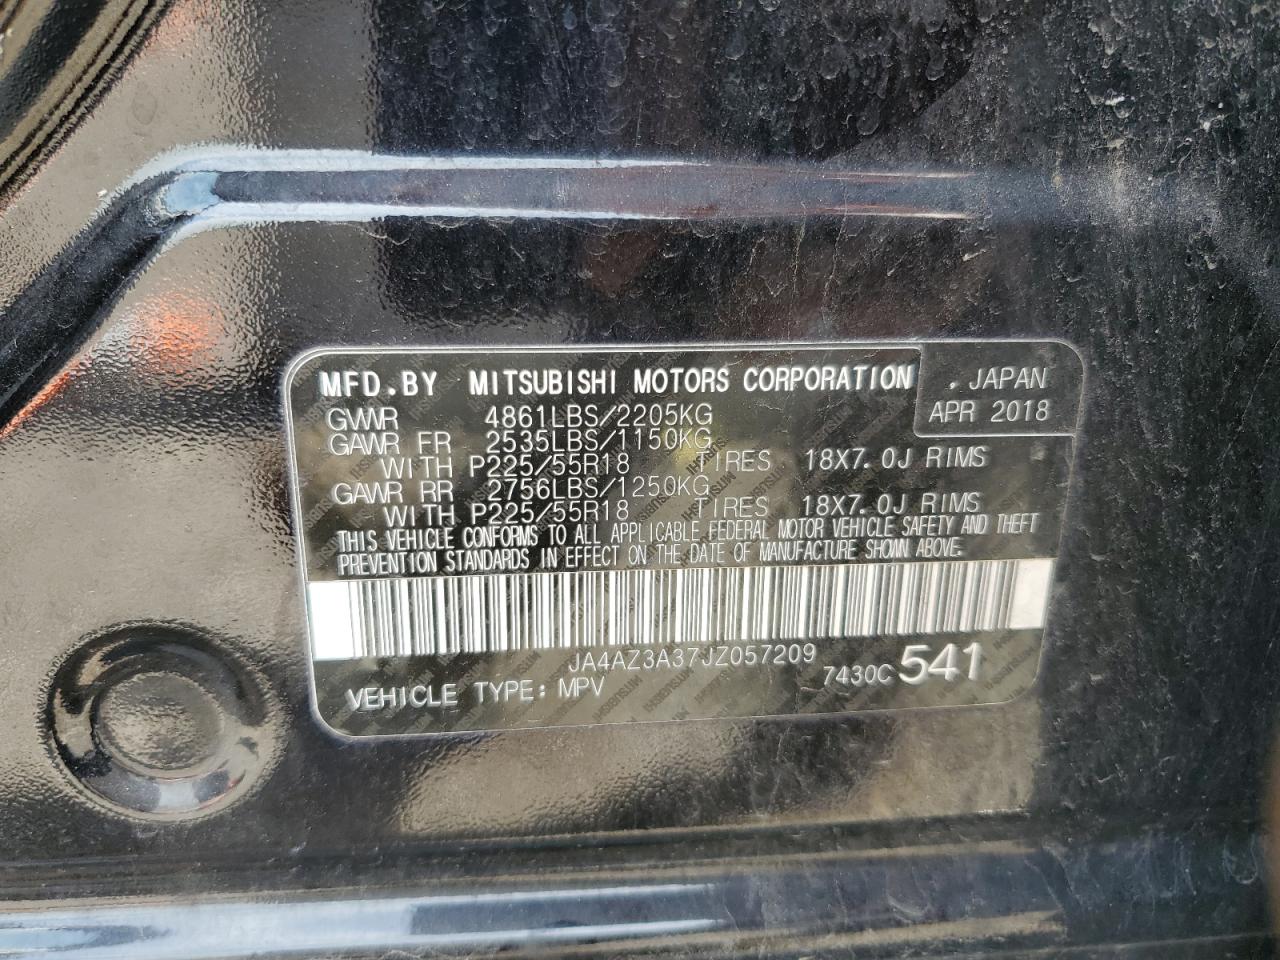 MFD.BY MITSUBISHI MOTORS CORPORATION
. JAPAN
APR 2018
GVWR 4861LBS/2205KG
GAWR FR 2535LBS/1150KG
WITH P225/55R18 TIRES 18X7.0J RIMS
GAWR RR 2756LBS/1250KG
WITH P225/55R18 TIRES 18X7.0J RIMS
THIS VEHICLE CONFORMS TO ALL APPLICABLE FEDERAL MOTOR VEHICLE SAFETY AND THEFT
PREVENTION STANDARDS IN EFFECT ON THE DATE OF MANUFACTURE SHOWN ABOVE.
JA4AZ3A37JZ057209
7430C 541
VEHICLE TYPE: MPV